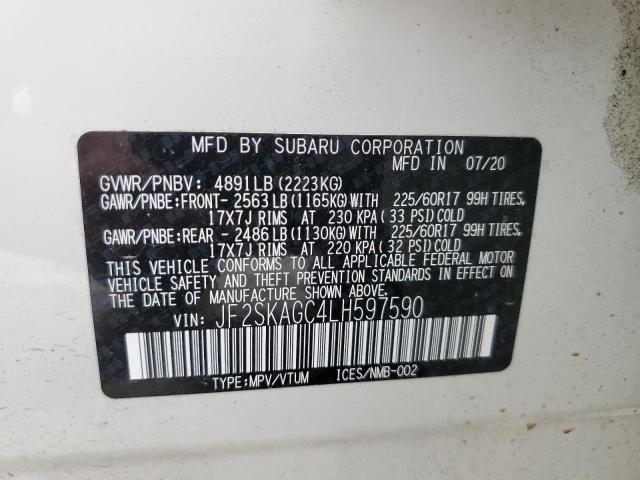 MFD BY SUBARU CORPORATION
MFD IN 07/20
GVWR/PNBV: 4891LB(2223KG)
GAWR/PNBE:FRONT-2563LB(1165KG)WITH 225/60R17 99H TIRES,
17X7J RIMS AT 230 KPA(33 PSI)COLD
GAWR/PNBE:REAR -2486LB(1130KG)WITH 225/60R17 99H TIRES,
17X7J RIMS AT 220 KPA(32 PSI)COLD
THIS VEHICLE CONFORMS TO ALL APPLICABLE FEDERAL MOTOR
VEHICLE SAFETY AND THEFT PREVENTION STANDARDS IN EFFECT
ON THE DATE OF MANUFACTURE SHOWN ABOVE.
VIN: JF2SKAGC4LH597590
TYPE:MPV/VTUM ICES/NMB-002